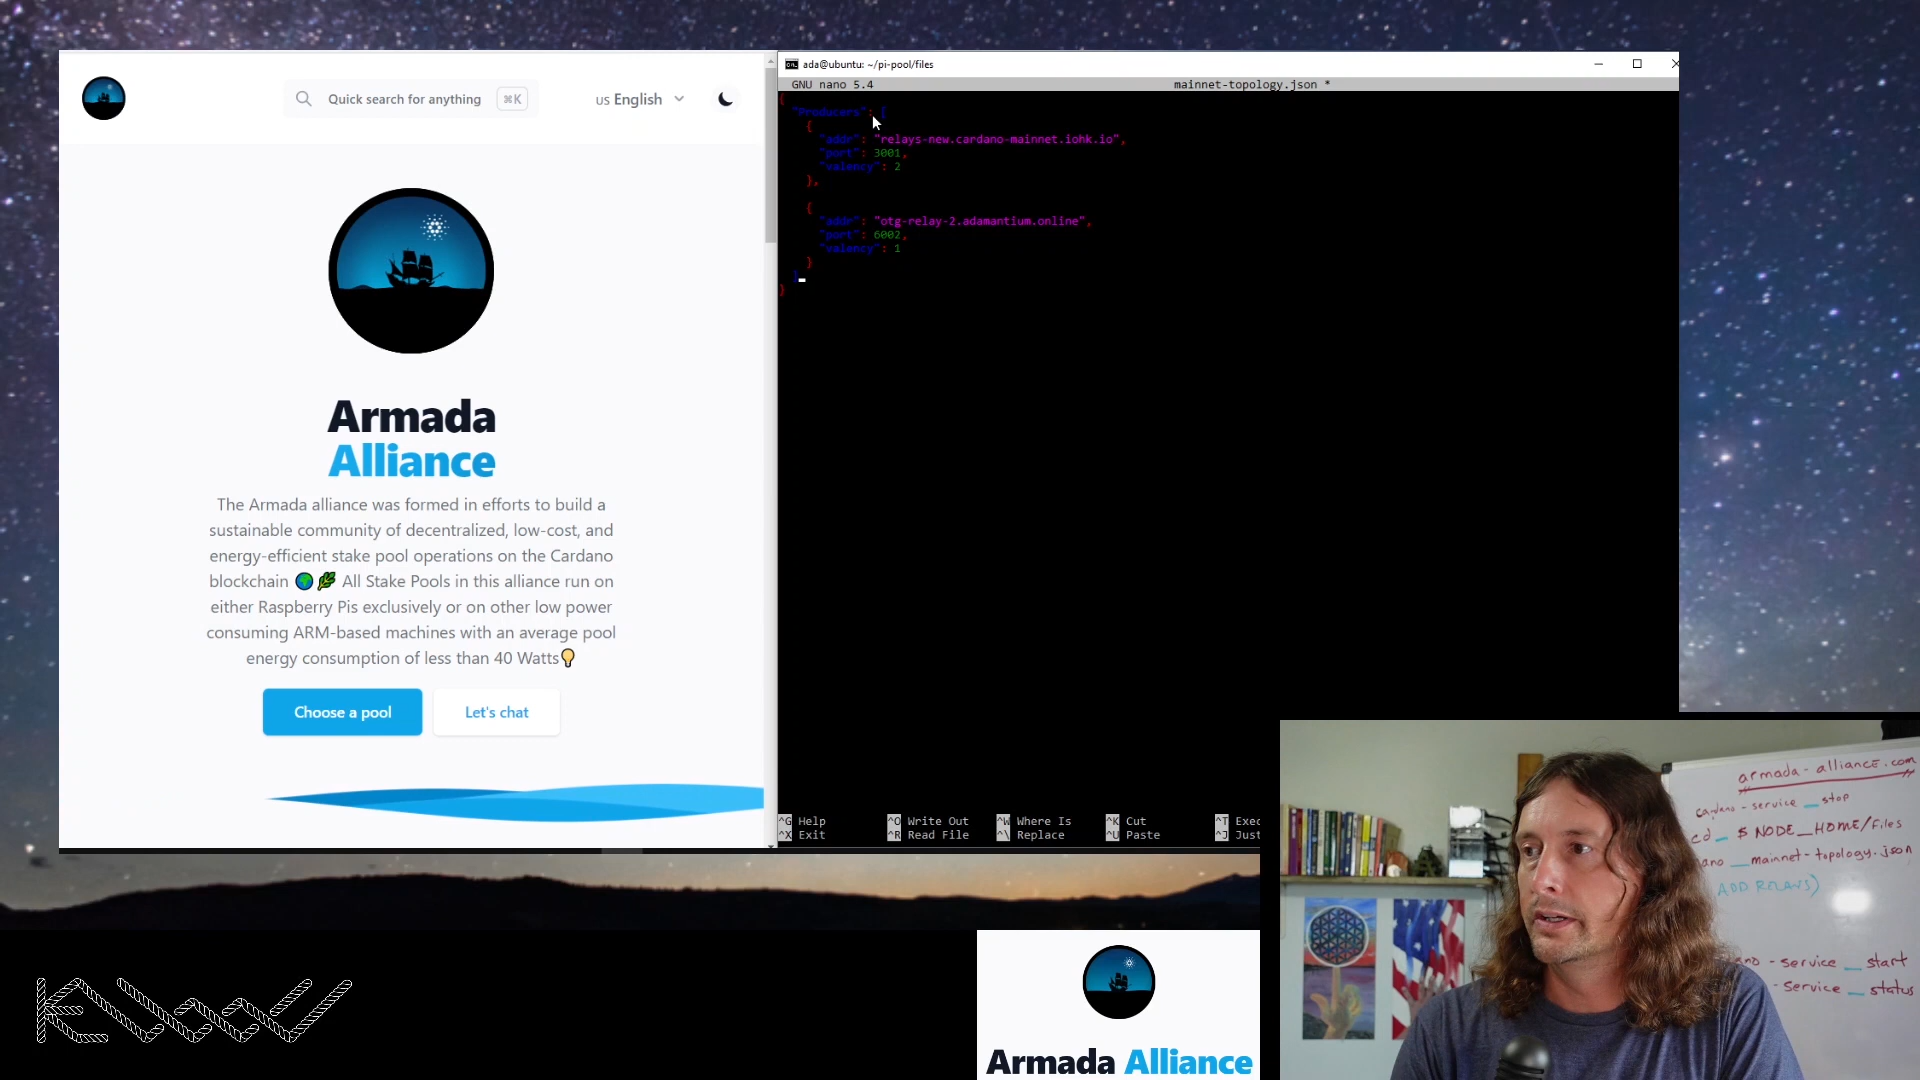 Quick search for anything
⌘K
US English
Armada
Alliance
The Armada alliance was formed in efforts to build a
sustainable community of decentralized, low-cost, and
energy-efficient stake pool operations on the Cardano
blockchain 🌍🌿 All Stake Pools in this alliance run on
either Raspberry Pis exclusively or on other low power
consuming ARM-based machines with an average pool
energy consumption of less than 40 Watts💡
Choose a pool
Let's chat
ada@ubuntu: ~/pi-pool/files
GNU nano 5.4 mainnet-topology.json *
{
"Producers": [
{
"addr": "relays-new.cardano-mainnet.iohk.io",
"port": 3001,
"valency": 2
},
{
"addr": "otg-relay-2.adamantium.online",
"port": 6002,
"valency": 1
}
]
}
^G Help ^O Write Out ^W Where Is ^K Cut ^T Exec
^X Exit ^R Read File ^\ Replace ^U Paste ^J Just
armada-alliance.com
cardano-service _ stop
cd _ $NODE_HOME/files
nano _ mainnet-topology.json
ADD RELAYS)
ano-service _ start
-service _ status
Armada Alliance